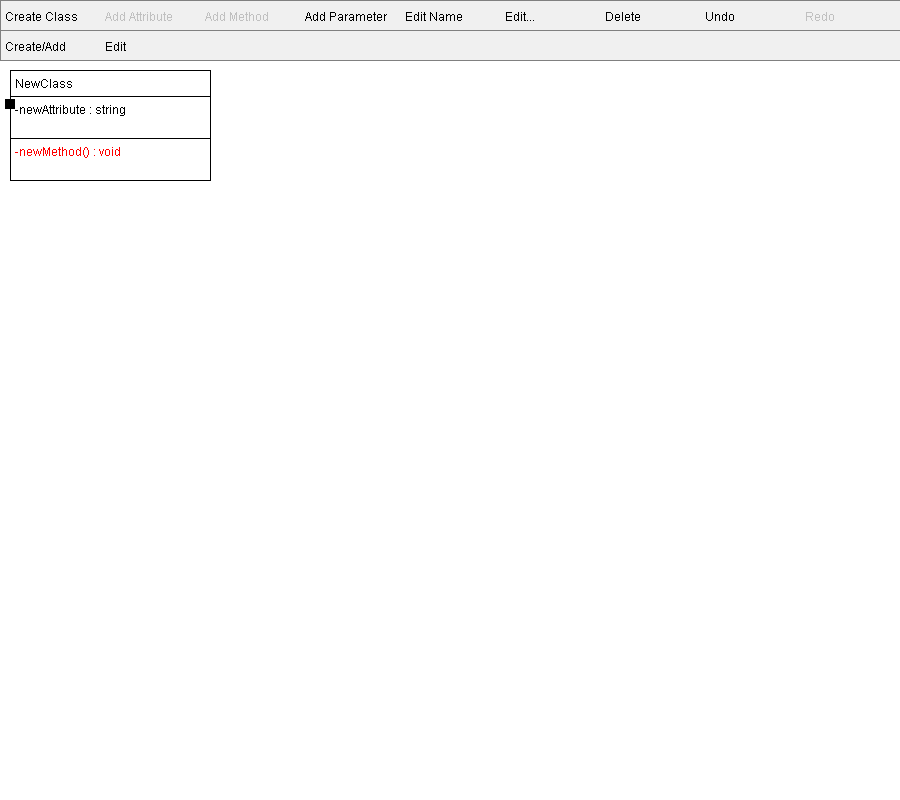 Create Class Add Attribute Add Method Add Parameter Edit Name Edit... Delete Undo Redo
Create/Add Edit
NewClass
-newAttribute : string
-newMethod() : void